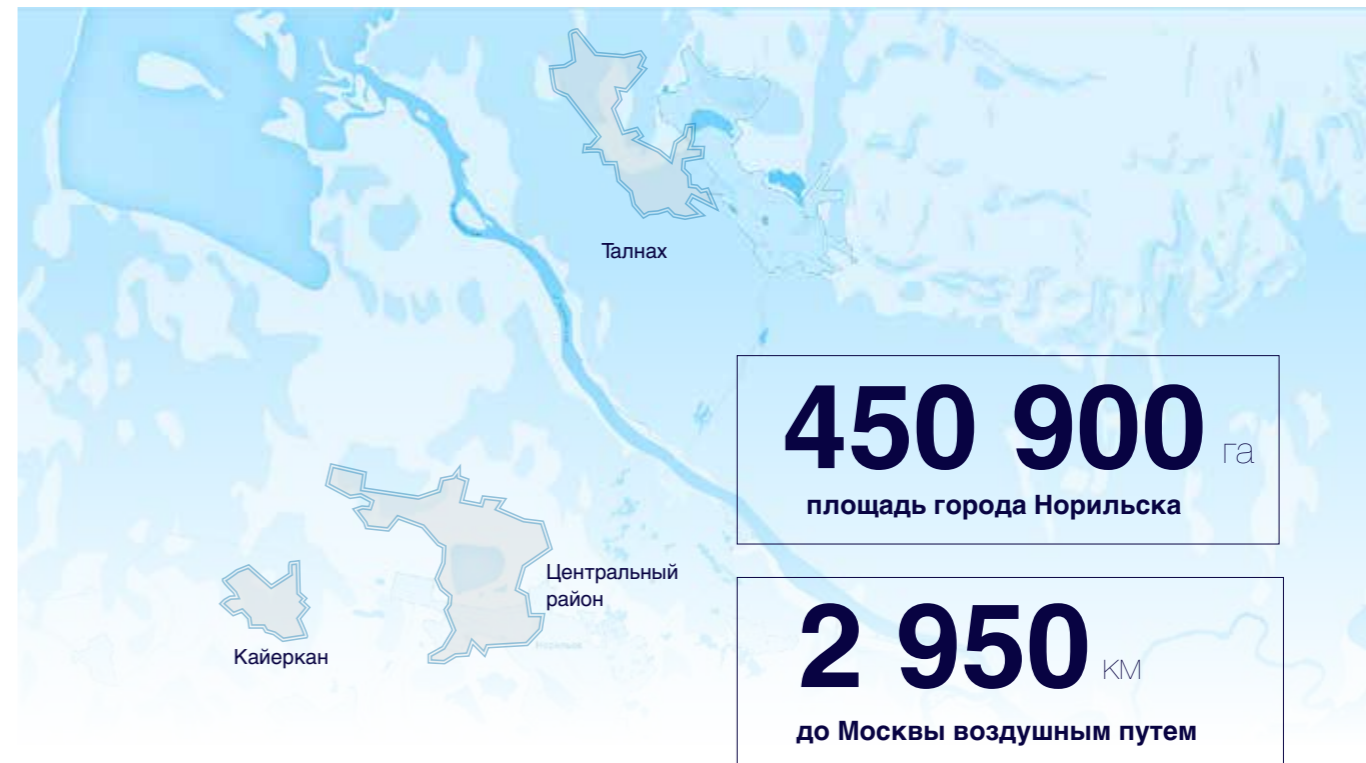 Талнах
450 900 га
площадь города Норильска
Центральный
район
Кайеркан
2 950 км
до Москвы воздушным путем